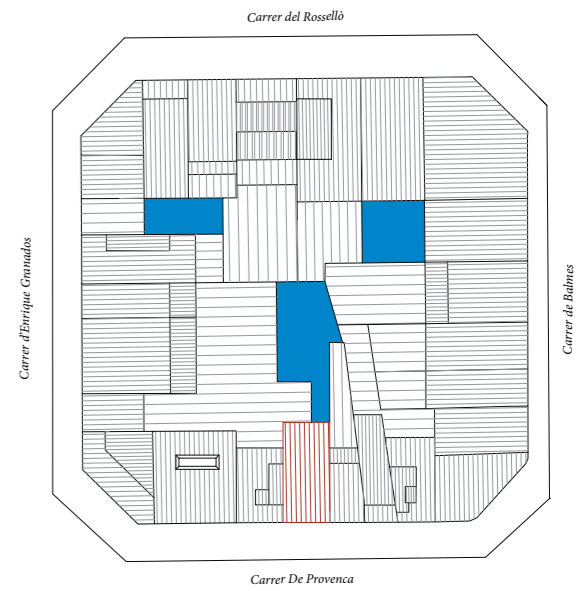 Carrer del Rossellò
Carrer d'Enrique Granados
Carrer de Balmes
Carrer De Provenca